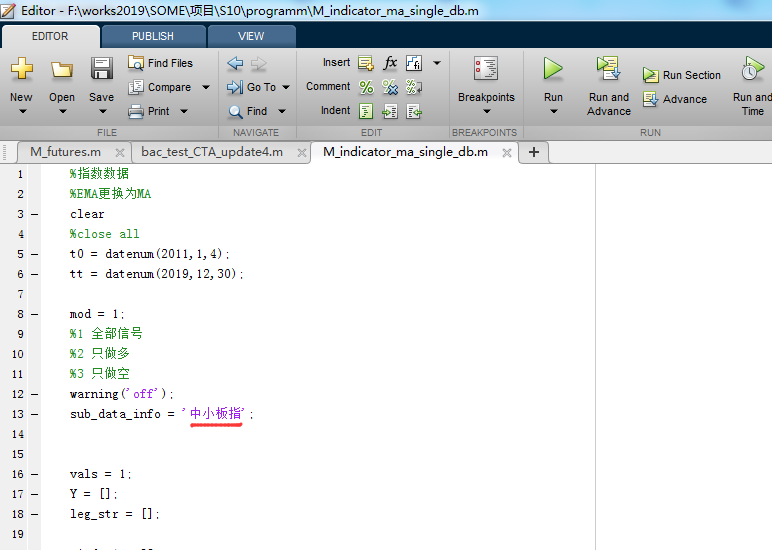 Editor - F:\works2019\SOME\项目\S10\programm\M_indicator_ma_single_db.m
EDITOR PUBLISH VIEW
New Open Save Find Files Compare Print
Insert fx
Comment
Indent
Go To Find
Breakpoints
Run Run and Advance Run Section Advance Run and Time
FILE NAVIGATE EDIT BREAKPOINTS RUN
M_futures.m bac_test_CTA_update4.m M_indicator_ma_single_db.m
1 %指数数据
2 %EMA更换为MA
3 clear
4 %close all
5 t0 = datenum(2011,1,4);
6 tt = datenum(2019,12,30);
7
8 mod = 1;
9 %1 全部信号
10 %2 只做多
11 %3 只做空
12 warning('off');
13 sub_data_info = '中小板指';
14
15
16 vals = 1;
17 Y = [];
18 leg_str = [];
19